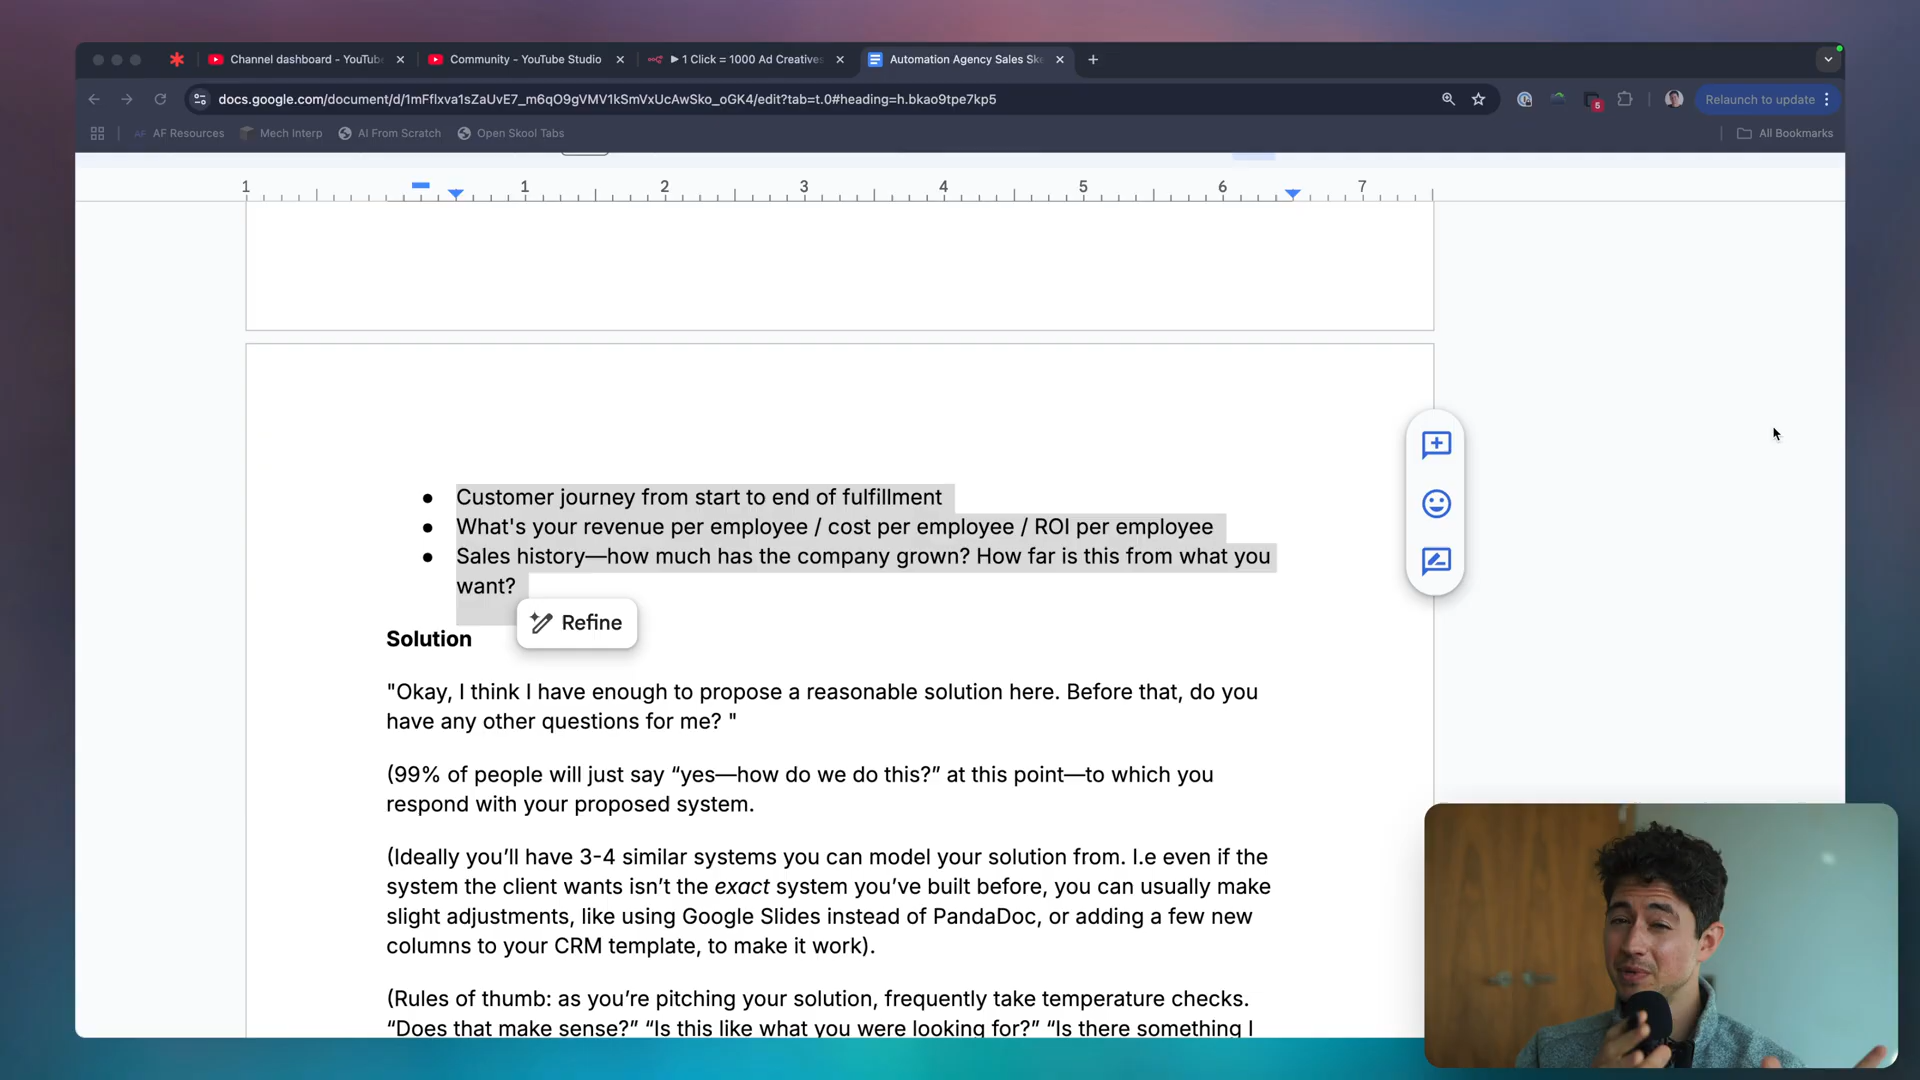 Channel dashboard - YouTube
Community - YouTube Studio
1 Click = 1000 Ad Creatives
Automation Agency Sales Ske
docs.google.com/document/d/1mFflxva1sZaUvE7_m6qO9gVMV1kSmVxUcAwSko_oGK4/edit?tab=t.0#heading=h.bkao9tpe7kp5
5
Relaunch to update
AF AF Resources
Mech Interp
AI From Scratch
Open Skool Tabs
All Bookmarks
1 1 2 3 4 5 6 7
● Customer journey from start to end of fulfillment
● What's your revenue per employee / cost per employee / ROI per employee
● Sales history—how much has the company grown? How far is this from what you
want?
Refine
Solution
"Okay, I think I have enough to propose a reasonable solution here. Before that, do you
have any other questions for me? "
(99% of people will just say “yes—how do we do this?” at this point—to which you
respond with your proposed system.
(Ideally you’ll have 3-4 similar systems you can model your solution from. I.e even if the
system the client wants isn’t the exact system you’ve built before, you can usually make
slight adjustments, like using Google Slides instead of PandaDoc, or adding a few new
columns to your CRM template, to make it work).
(Rules of thumb: as you’re pitching your solution, frequently take temperature checks.
“Does that make sense?” “Is this like what you were looking for?” “Is there something I